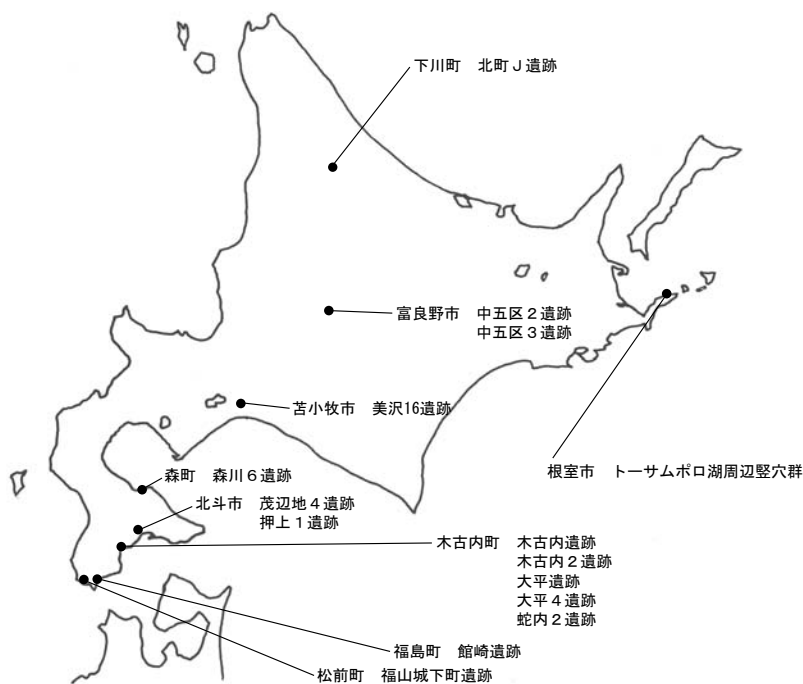 下川町　北町Ｊ遺跡
富良野市　中五区２遺跡
中五区３遺跡
苫小牧市　美沢16遺跡
根室市　トーサムポロ湖周辺竪穴群
森町　森川６遺跡
北斗市　茂辺地４遺跡
押上１遺跡
木古内町　木古内遺跡
木古内２遺跡
大平遺跡
大平４遺跡
蛇内２遺跡
福島町　館崎遺跡
松前町　福山城下町遺跡